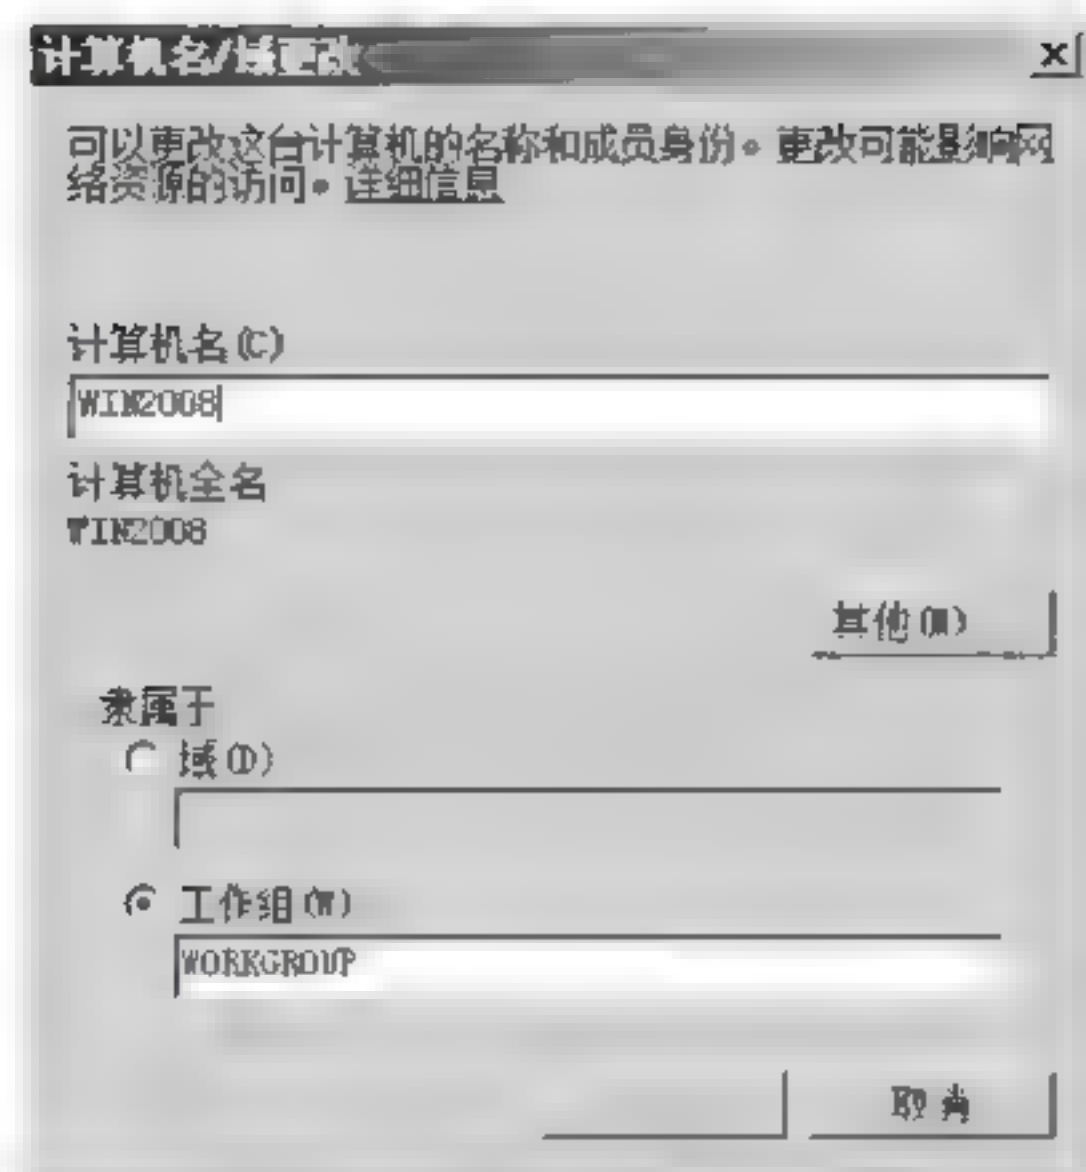 计算机名/域更改
可以更改这台计算机的名称和成员身份。更改可能影响网
络资源的访问。详细信息
计算机名(C)
WIN2008
计算机全名
WIN2008
其他(M)
隶属于
域(D)
工作组(W)
WORKGROUP
取消